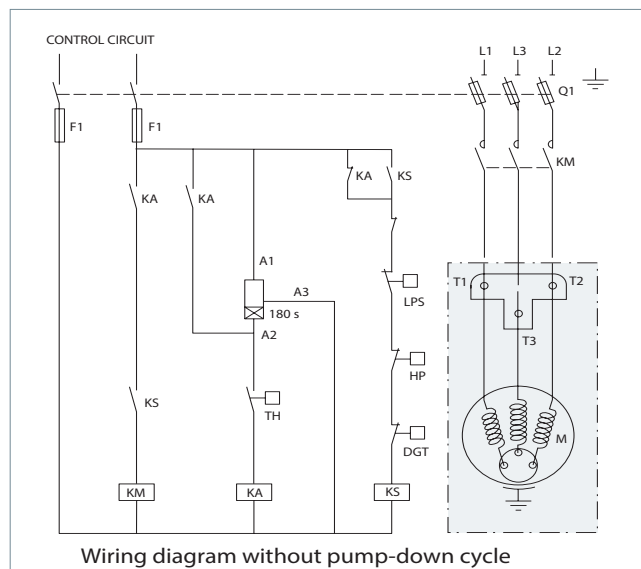 CONTROL CIRCUIT
L1 L3 L2
Q1
F1 F1
KM
KA KA KA KS
A1
A3
180 s
A2
LPS
T1 T2
T3
HP
KS
TH
M
DGT
KM KA KS
Wiring diagram without pump-down cycle